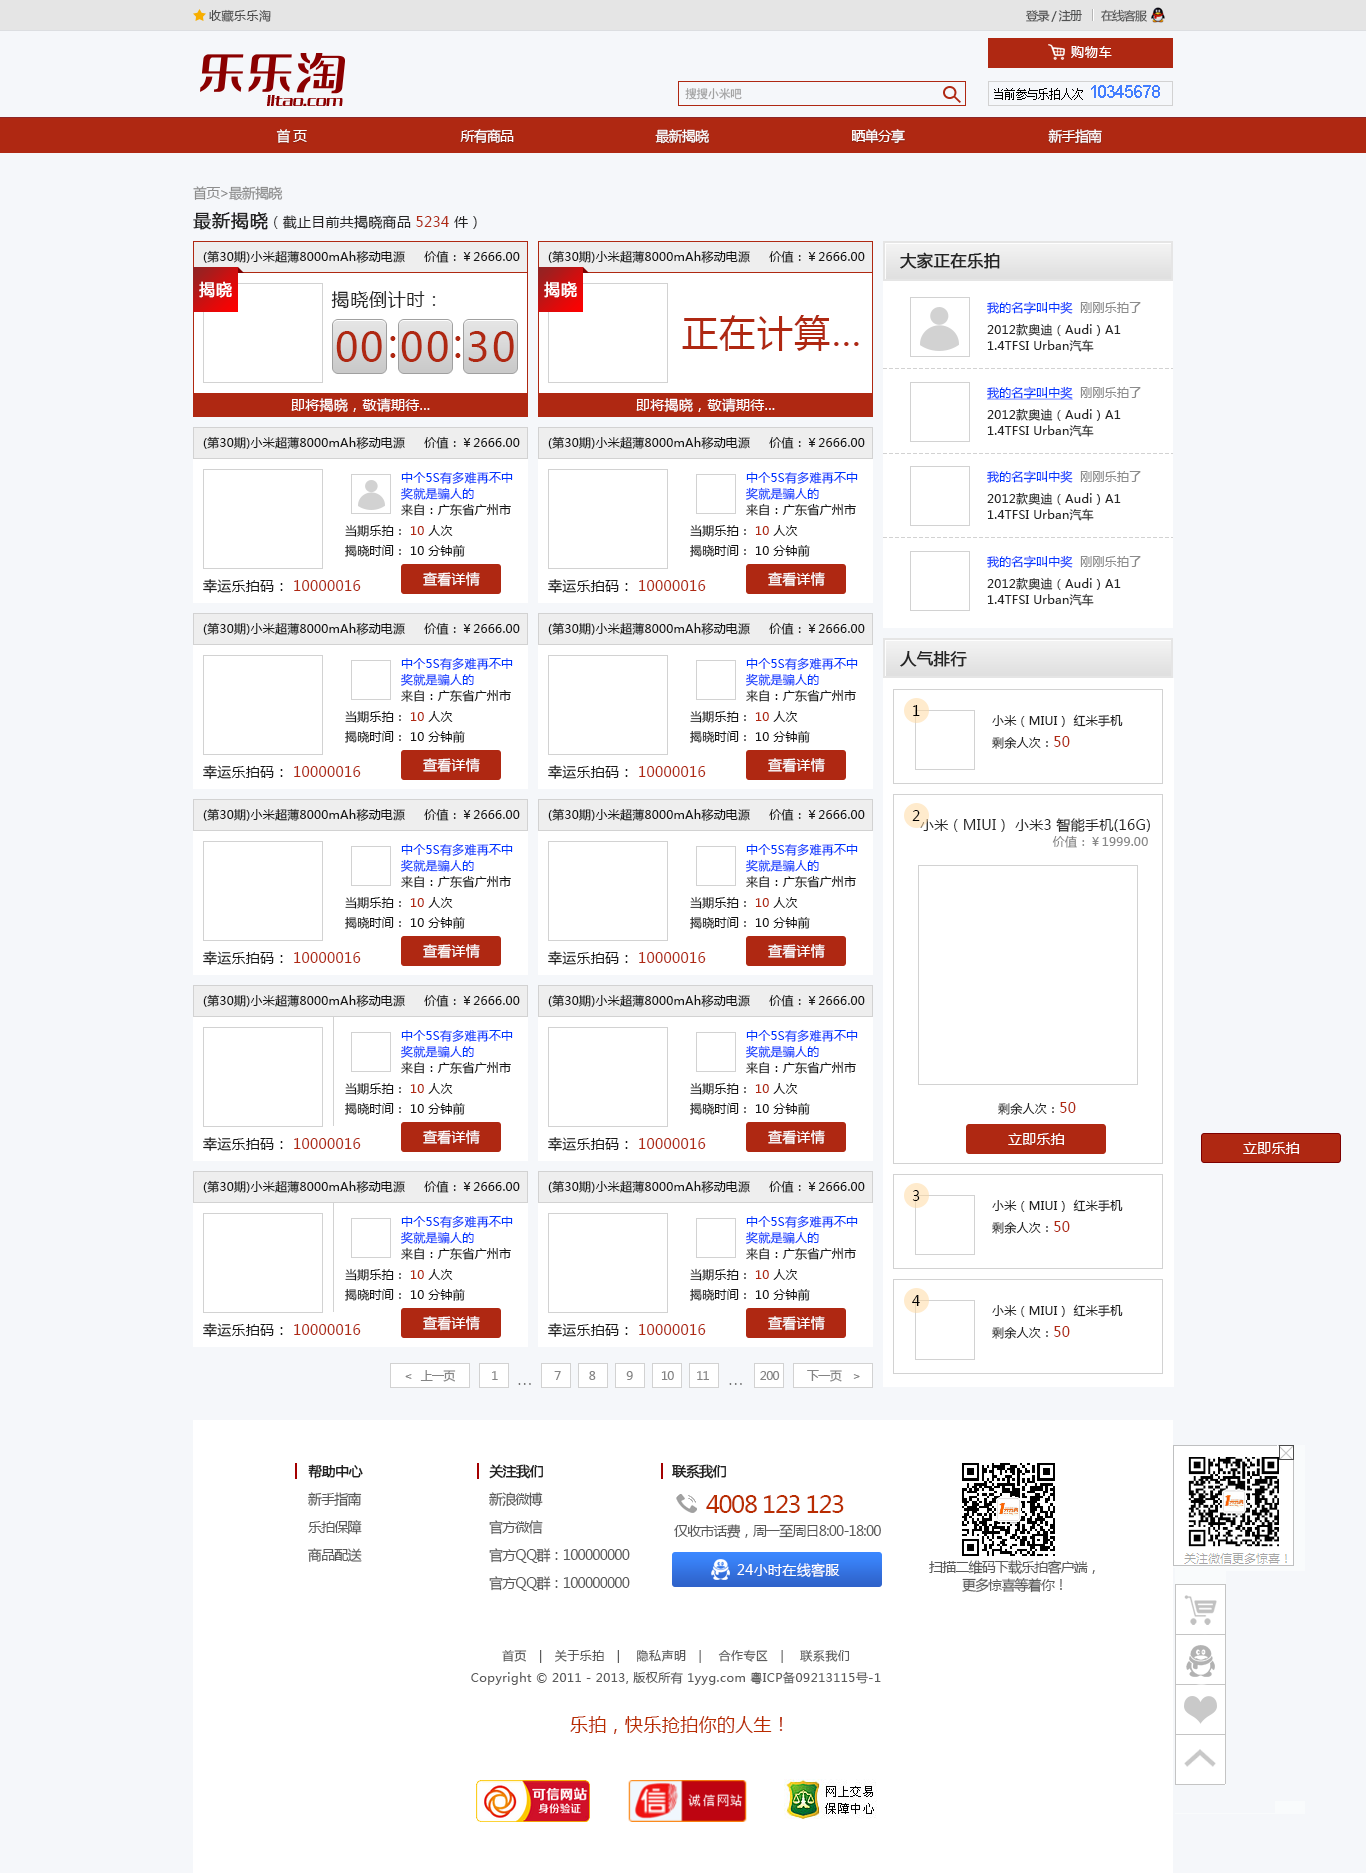 收藏乐乐淘
登录 / 注册 在线客服
乐乐淘
lltao.com
购物车
搜搜小米吧
当前参与乐拍人次 10345678
首 页 所有商品 最新揭晓 晒单分享 新手指南
首页>最新揭晓
最新揭晓（截止目前共揭晓商品 5234 件）
(第30期)小米超薄8000mAh移动电源 价值：￥2666.00
揭晓
揭晓倒计时：
00:00:30
即将揭晓，敬请期待...
(第30期)小米超薄8000mAh移动电源 价值：￥2666.00
揭晓
正在计算...
即将揭晓，敬请期待...
(第30期)小米超薄8000mAh移动电源 价值：￥2666.00
中个5S有多难再不中
奖就是骗人的
来自：广东省广州市
当期乐拍： 10 人次
揭晓时间： 10 分钟前
幸运乐拍码： 10000016
查看详情
(第30期)小米超薄8000mAh移动电源 价值：￥2666.00
中个5S有多难再不中
奖就是骗人的
来自：广东省广州市
当期乐拍： 10 人次
揭晓时间： 10 分钟前
幸运乐拍码： 10000016
查看详情
(第30期)小米超薄8000mAh移动电源 价值：￥2666.00
中个5S有多难再不中
奖就是骗人的
来自：广东省广州市
当期乐拍： 10 人次
揭晓时间： 10 分钟前
幸运乐拍码： 10000016
查看详情
(第30期)小米超薄8000mAh移动电源 价值：￥2666.00
中个5S有多难再不中
奖就是骗人的
来自：广东省广州市
当期乐拍： 10 人次
揭晓时间： 10 分钟前
幸运乐拍码： 10000016
查看详情
(第30期)小米超薄8000mAh移动电源 价值：￥2666.00
中个5S有多难再不中
奖就是骗人的
来自：广东省广州市
当期乐拍： 10 人次
揭晓时间： 10 分钟前
幸运乐拍码： 10000016
查看详情
(第30期)小米超薄8000mAh移动电源 价值：￥2666.00
中个5S有多难再不中
奖就是骗人的
来自：广东省广州市
当期乐拍： 10 人次
揭晓时间： 10 分钟前
幸运乐拍码： 10000016
查看详情
(第30期)小米超薄8000mAh移动电源 价值：￥2666.00
中个5S有多难再不中
奖就是骗人的
来自：广东省广州市
当期乐拍： 10 人次
揭晓时间： 10 分钟前
幸运乐拍码： 10000016
查看详情
(第30期)小米超薄8000mAh移动电源 价值：￥2666.00
中个5S有多难再不中
奖就是骗人的
来自：广东省广州市
当期乐拍： 10 人次
揭晓时间： 10 分钟前
幸运乐拍码： 10000016
查看详情
(第30期)小米超薄8000mAh移动电源 价值：￥2666.00
中个5S有多难再不中
奖就是骗人的
来自：广东省广州市
当期乐拍： 10 人次
揭晓时间： 10 分钟前
幸运乐拍码： 10000016
查看详情
(第30期)小米超薄8000mAh移动电源 价值：￥2666.00
中个5S有多难再不中
奖就是骗人的
来自：广东省广州市
当期乐拍： 10 人次
揭晓时间： 10 分钟前
幸运乐拍码： 10000016
查看详情
< 上一页 1 ... 7 8 9 10 11 ... 200 下一页 >
大家正在乐拍
我的名字叫中奖 刚刚乐拍了
2012款奥迪（Audi）A1
1.4TFSI Urban汽车
我的名字叫中奖 刚刚乐拍了
2012款奥迪（Audi）A1
1.4TFSI Urban汽车
我的名字叫中奖 刚刚乐拍了
2012款奥迪（Audi）A1
1.4TFSI Urban汽车
我的名字叫中奖 刚刚乐拍了
2012款奥迪（Audi）A1
1.4TFSI Urban汽车
人气排行
1
小米（MIUI） 红米手机
剩余人次：50
2
小米（MIUI） 小米3 智能手机(16G)
价值：￥1999.00
剩余人次：50
立即乐拍
立即乐拍
3
小米（MIUI） 红米手机
剩余人次：50
4
小米（MIUI） 红米手机
剩余人次：50
帮助中心
新手指南
乐拍保障
商品配送
关注我们
新浪微博
官方微信
官方QQ群：100000000
官方QQ群：100000000
联系我们
4008 123 123
仅收市话费，周一至周日8:00-18:00
24小时在线客服
扫描二维码下载乐拍客户端，
更多惊喜等着你！
关注微信更多惊喜！
首页 | 关于乐拍 | 隐私声明 | 合作专区 | 联系我们
Copyright © 2011 - 2013, 版权所有 1yyg.com 粤ICP备09213115号-1
乐拍，快乐抢拍你的人生！
可信网站
身份验证
信 诚信网站
网上交易
保障中心